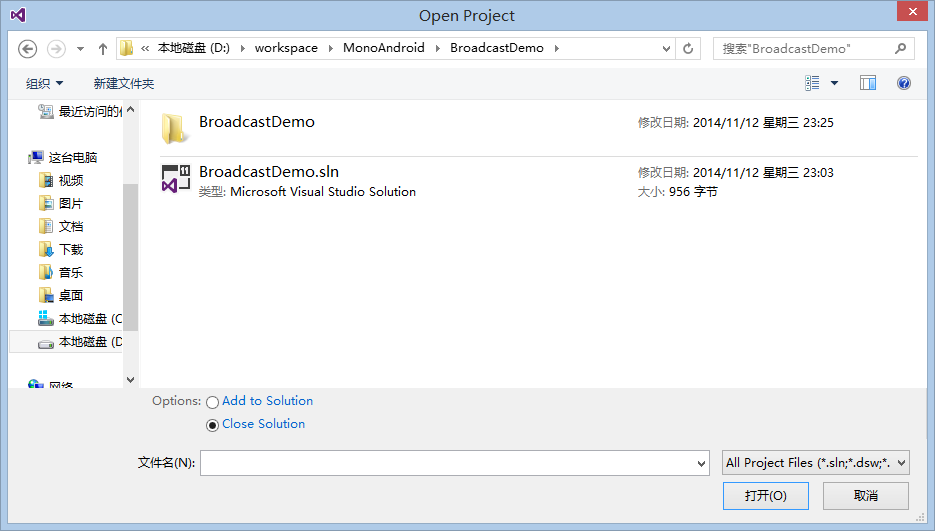 Open Project
« 本地磁盘 (D:) workspace MonoAndroid BroadcastDemo
搜索"BroadcastDemo"
组织 新建文件夹
最近访问的
这台电脑
视频
图片
文档
下载
音乐
桌面
本地磁盘 (C
本地磁盘 (D
网络
BroadcastDemo
修改日期: 2014/11/12 星期三 23:25
BroadcastDemo.sln
类型: Microsoft Visual Studio Solution
修改日期: 2014/11/12 星期三 23:03
大小: 956 字节
Options: Add to Solution
Close Solution
文件名(N):
All Project Files (*.sln;*.dsw;*.
打开(O) 取消